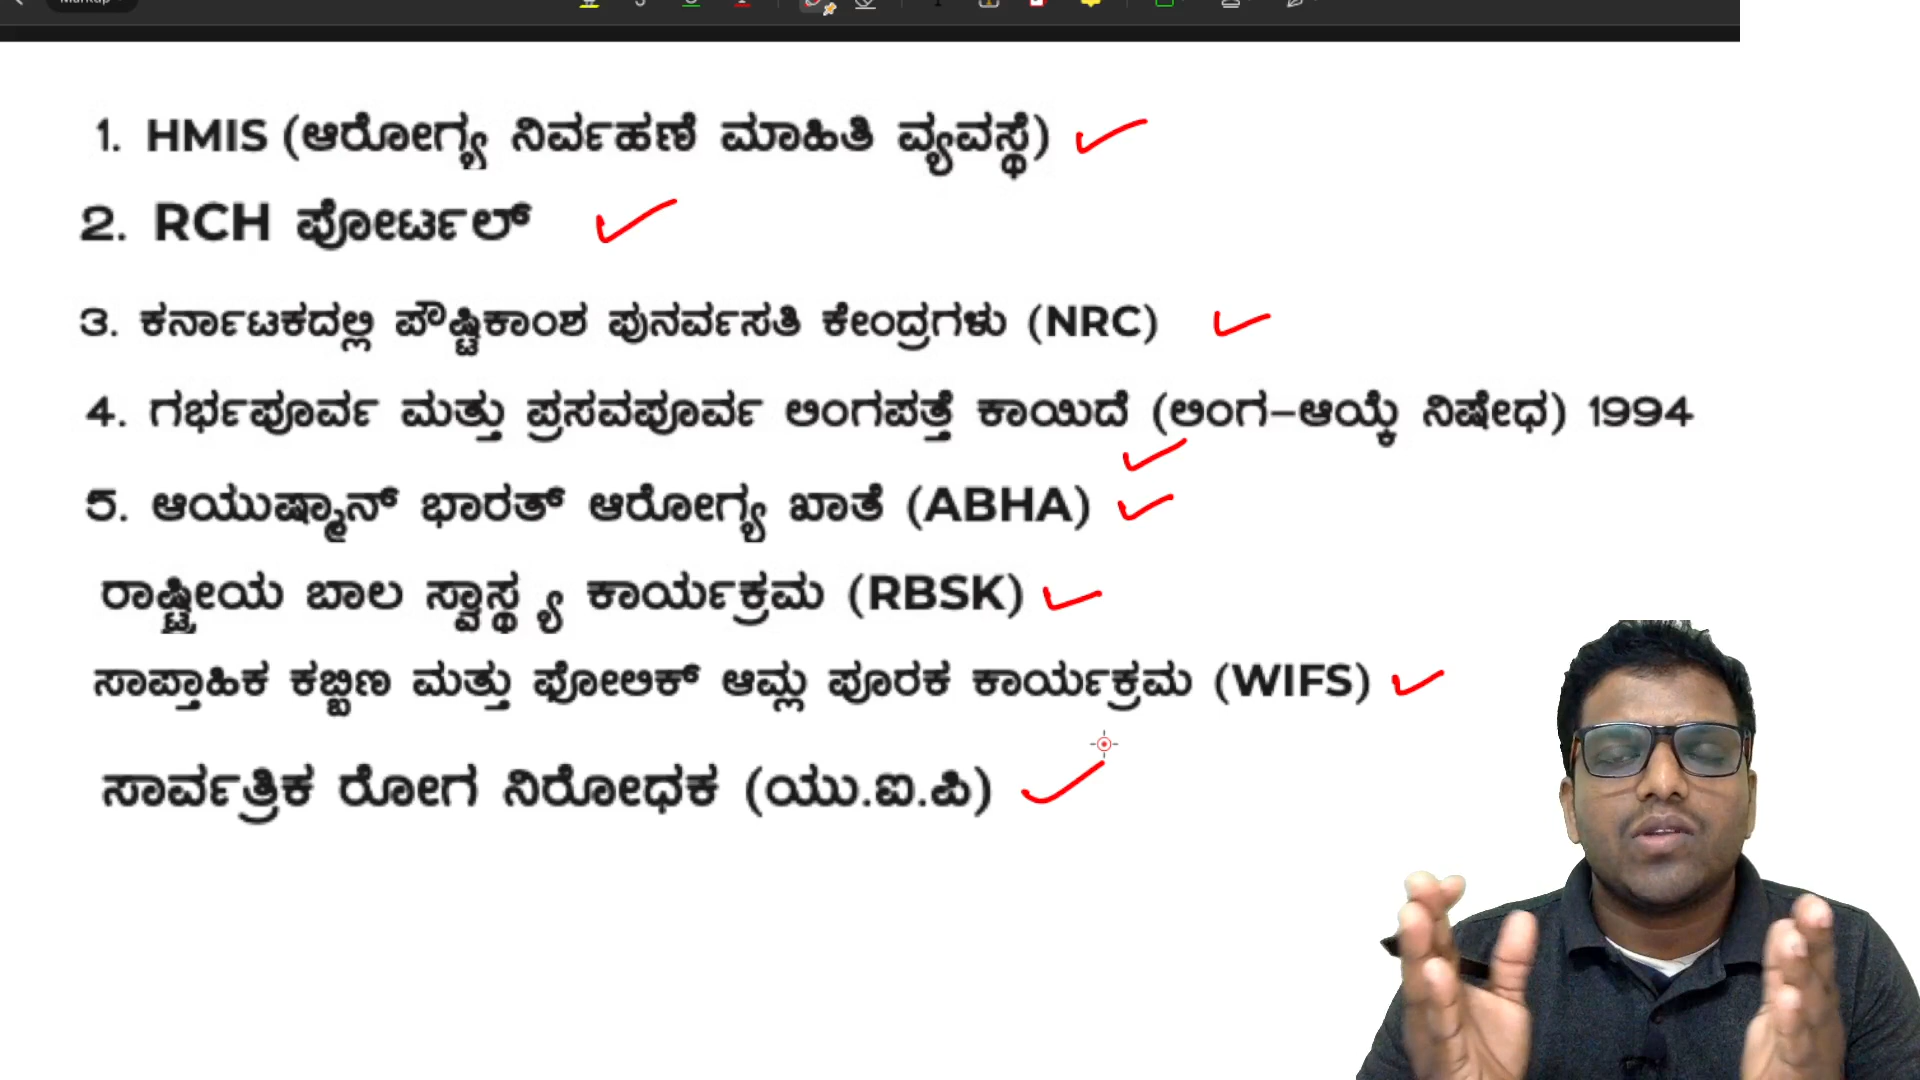 1. HMIS (ಆರೋಗ್ಯ ನಿರ್ವಹಣೆ ಮಾಹಿತಿ ವ್ಯವಸ್ಥೆ)
2. RCH ಪೋರ್ಟಲ್
3. ಕರ್ನಾಟಕದಲ್ಲಿ ಪೌಷ್ಟಿಕಾಂಶ ಪುನರ್ವಸತಿ ಕೇಂದ್ರಗಳು (NRC)
4. ಗರ್ಭಪೂರ್ವ ಮತ್ತು ಪ್ರಸವಪೂರ್ವ ಲಿಂಗಪತ್ತೆ ಕಾಯಿದೆ (ಲಿಂಗ-ಆಯ್ಕೆ ನಿಷೇಧ) 1994
5. ಆಯುಷ್ಮಾನ್ ಭಾರತ್ ಆರೋಗ್ಯ ಖಾತೆ (ABHA)
ರಾಷ್ಟ್ರೀಯ ಬಾಲ ಸ್ವಾಸ್ಥ್ಯ ಕಾರ್ಯಕ್ರಮ (RBSK)
ಸಾಪ್ತಾಹಿಕ ಕಬ್ಬಿಣ ಮತ್ತು ಫೋಲಿಕ್ ಆಮ್ಲ ಪೂರಕ ಕಾರ್ಯಕ್ರಮ (WIFS)
ಸಾರ್ವತ್ರಿಕ ರೋಗ ನಿರೋಧಕ (ಯು.ಐ.ಪಿ)